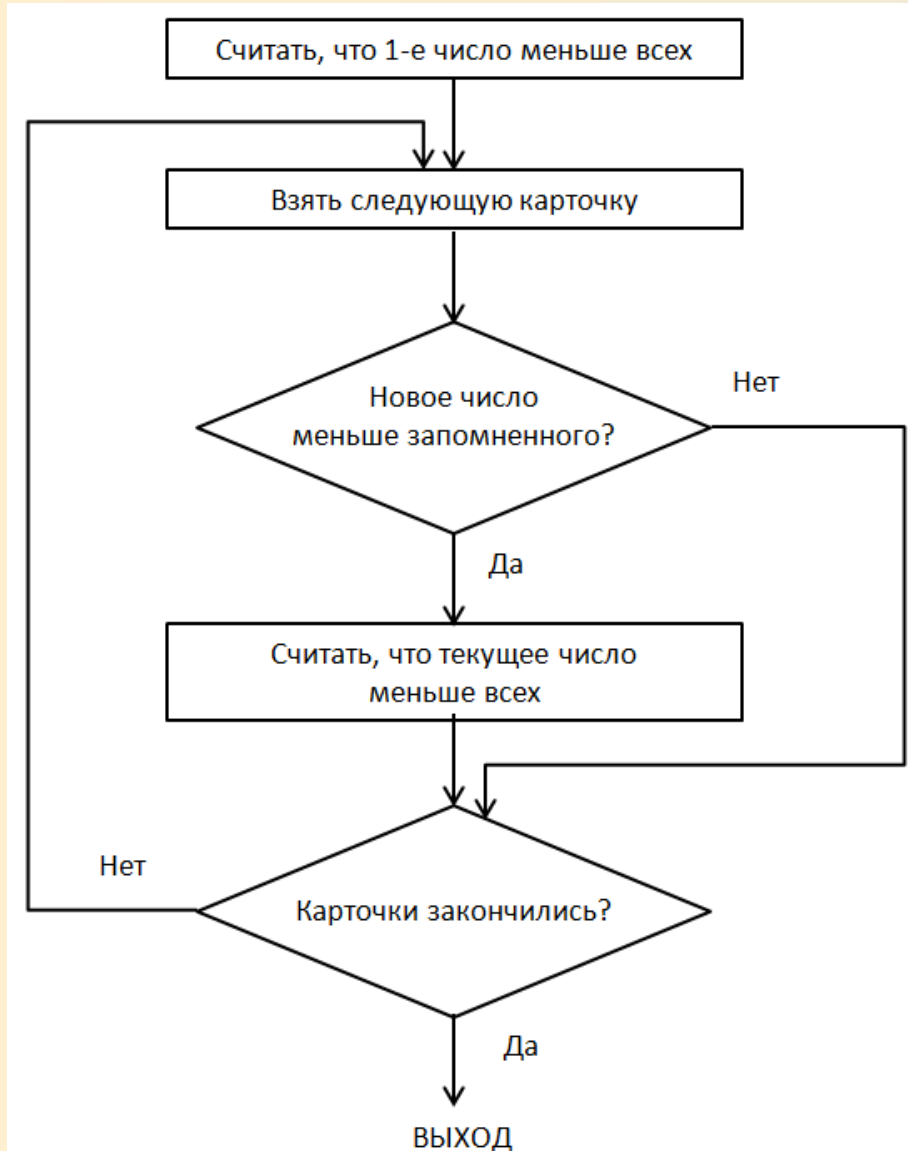 Считать, что 1-е число меньше всех
Взять следующую карточку
Новое число
меньше запомненного?
Нет
Да
Считать, что текущее число
меньше всех
Нет
Карточки закончились?
Да
ВЫХОД